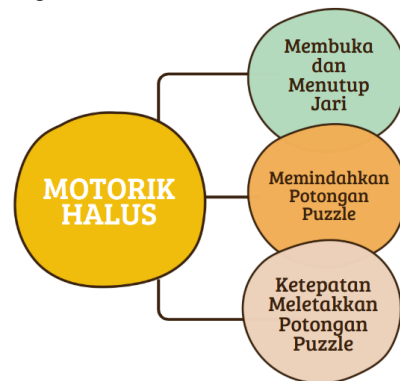 MOTORIK
HALUS
Membuka
dan
Menutup
Jari
Memindahkan
Potongan
Puzzle
Ketepatan
Meletakkan
Potongan
Puzzle